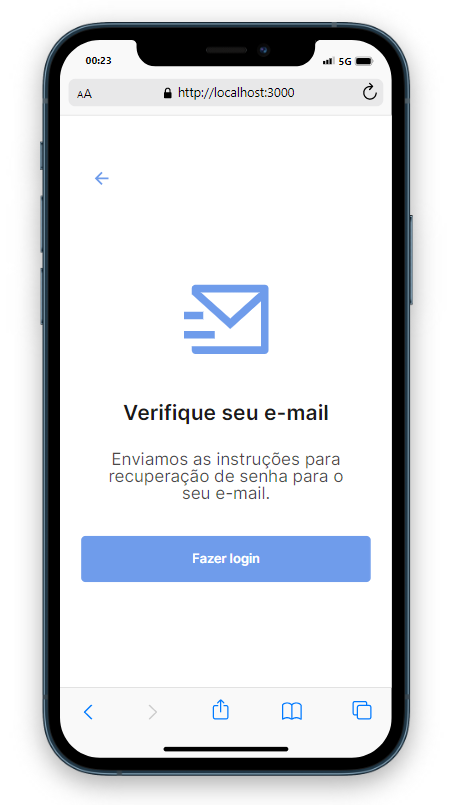 00:23
5G
AA
http://localhost:3000
Verifique seu e-mail
Enviamos as instruções para
recuperação de senha para o
seu e-mail.
Fazer login